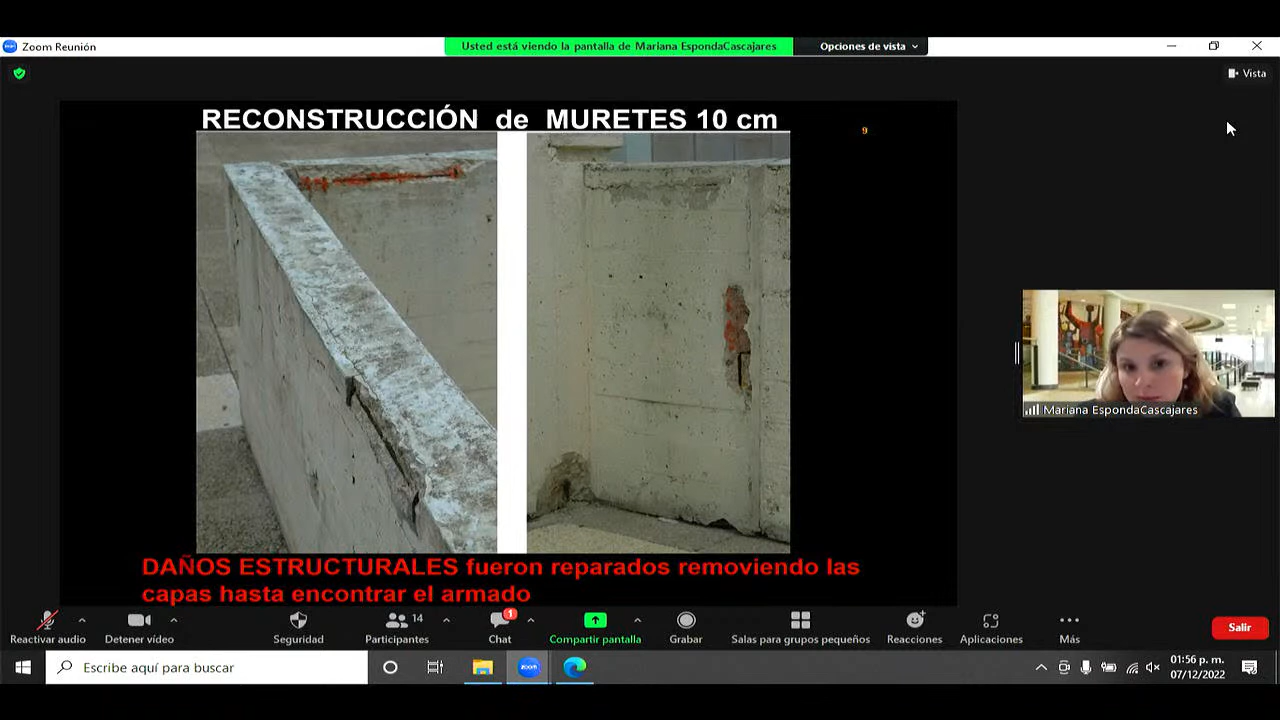 Zoom Reunión
Usted está viendo la pantalla de Mariana EspondaCascajares
Opciones de vista
Vista
RECONSTRUCCIÓN de MURETES 10 cm
9
Mariana EspondaCascajares
DAÑOS ESTRUCTURALES fueron reparados removiendo las
capas hasta encontrar el armado
14
1
Reactivar audio
Detener vídeo
Seguridad
Participantes
Chat
Compartir pantalla
Grabar
Salas para grupos pequeños
Reacciones
Aplicaciones
Más
Salir
Escribe aquí para buscar
zoom
01:56 p. m.
07/12/2022